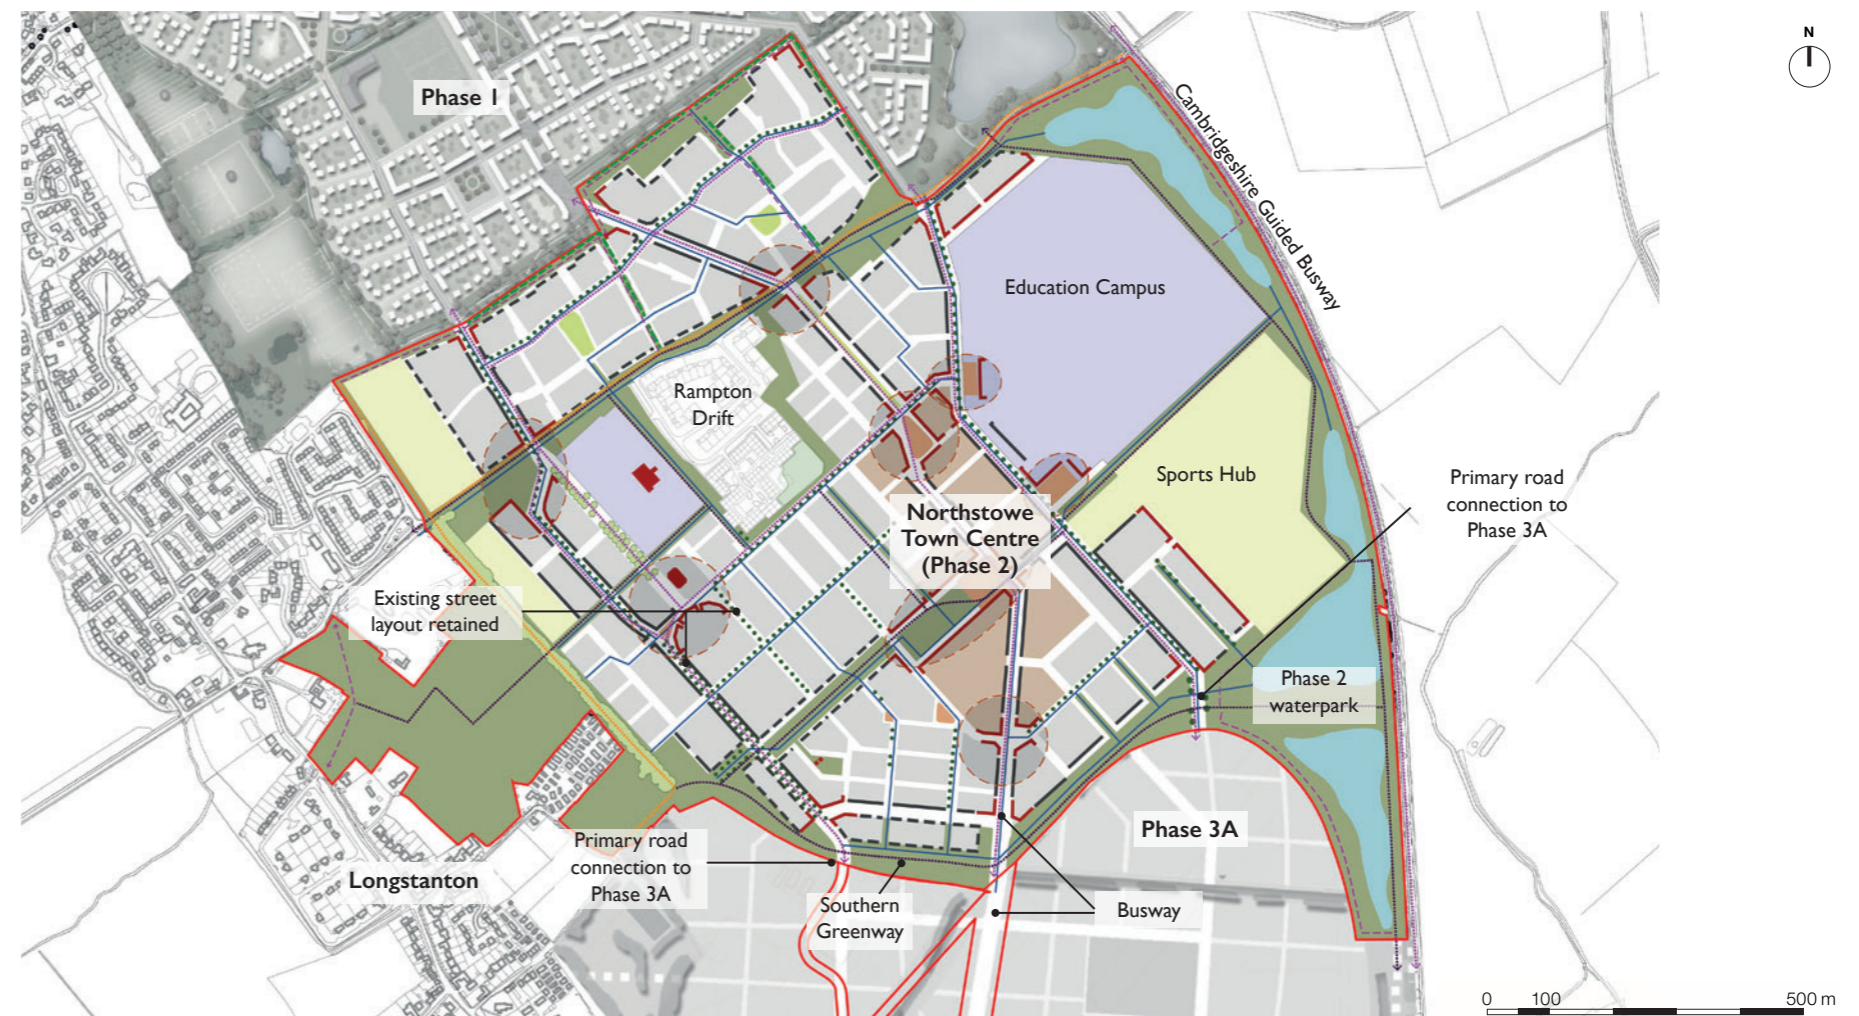 N
Phase 1
Cambridgeshire Guided Busway
Education Campus
Rampton
Drift
Sports Hub
Primary road
connection to
Phase 3A
Northstowe
Town Centre
(Phase 2)
Existing street
layout retained
Phase 2
waterpark
Phase 3A
Primary road
connection to
Phase 3A
Longstanton
Southern
Greenway
Busway
0 100 500 m